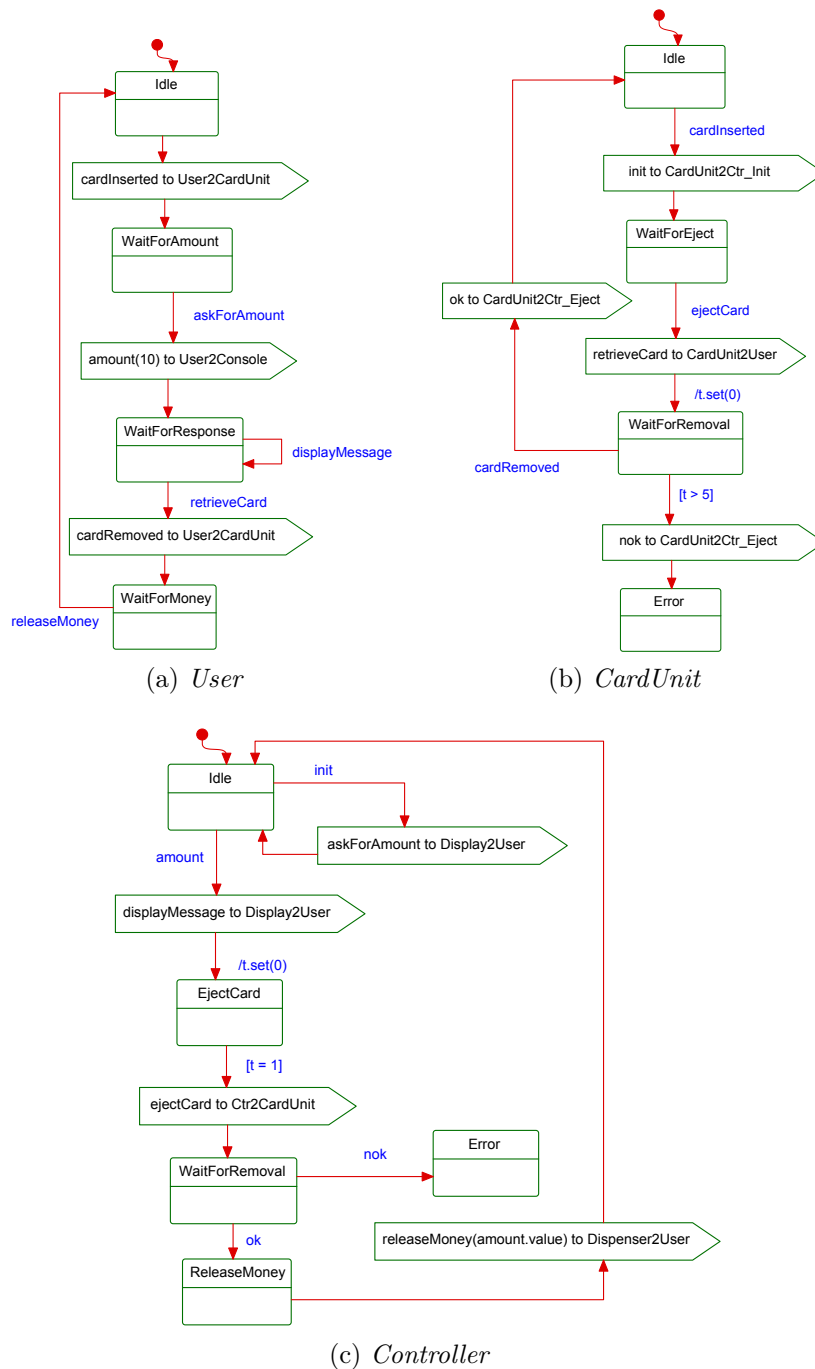 Idle
cardInserted to User2CardUnit
WaitForAmount
askForAmount
amount(10) to User2Console
WaitForResponse
displayMessage
retrieveCard
cardRemoved to User2CardUnit
WaitForMoney
releaseMoney
(a) User
Idle
cardInserted
init to CardUnit2Ctr_Init
WaitForEject
ok to CardUnit2Ctr_Eject
ejectCard
retrieveCard to CardUnit2User
/t.set(0)
WaitForRemoval
cardRemoved
[t > 5]
nok to CardUnit2Ctr_Eject
Error
(b) CardUnit
Idle
init
askForAmount to Display2User
amount
displayMessage to Display2User
/t.set(0)
EjectCard
[t = 1]
ejectCard to Ctr2CardUnit
WaitForRemoval
nok
Error
ok
releaseMoney(amount.value) to Dispenser2User
ReleaseMoney
(c) Controller